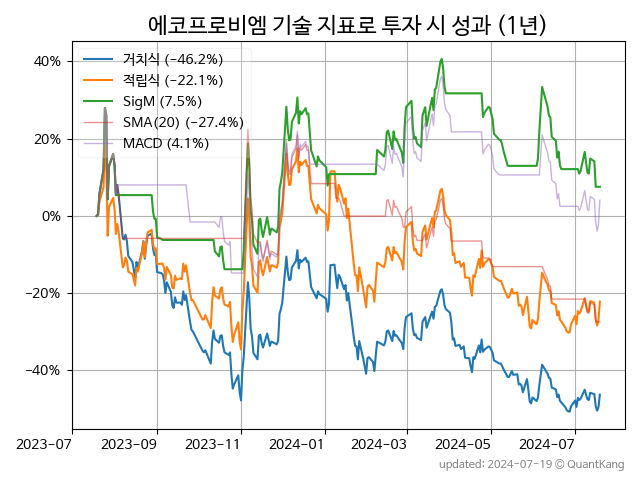 에코프로비엠 기술 지표로 투자 시 성과 (1년)
거치식 (−46.2%)
적립식 (−22.1%)
SigM (7.5%)
SMA(20) (−27.4%)
MACD (4.1%)
40%
20%
0%
−20%
−40%
2023-07 2023-09 2023-11 2024-01 2024-03 2024-05 2024-07
updated: 2024-07-19 © QuantKang